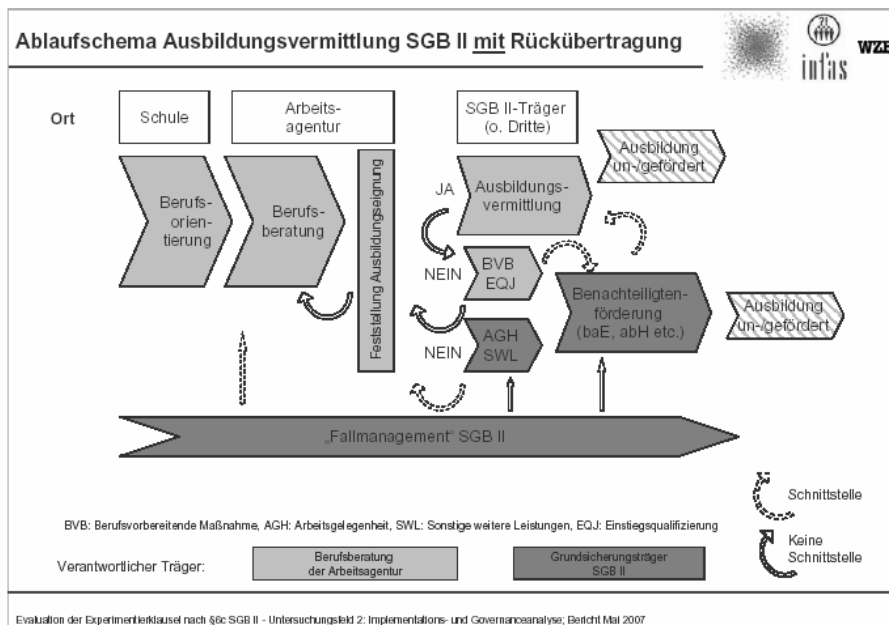 Ablaufschema Ausbildungsvermittlung SGB II mit Rückübertragung
infas
WZB
Ort
Schule
Arbeits-
agentur
SGB II-Träger
(o. Dritte)
Berufs-
orien-
tierung
Berufs-
beratung
Feststellung Ausbildungseignung
JA
Ausbildungs-
vermittlung
Ausbildung
un-/gefördert
NEIN
BVB
EQJ
NEIN
AGH
SWL
Benachteiligten-
förderung
(baE, abH etc.)
Ausbildung
un-/gefördert
„Fallmanagement“ SGB II
Schnittstelle
Keine
Schnittstelle
BVB: Berufsvorbereitende Maßnahme, AGH: Arbeitsgelegenheit, SWL: Sonstige weitere Leistungen, EQJ: Einstiegsqualifizierung
Verantwortlicher Träger:
Berufsberatung
der Arbeitsagentur
Grundsicherungsträger
SGB II
Evaluation der Experimentierklausel nach §6c SGB II - Untersuchungsfeld 2: Implementations- und Governanceanalyse; Bericht Mai 2007